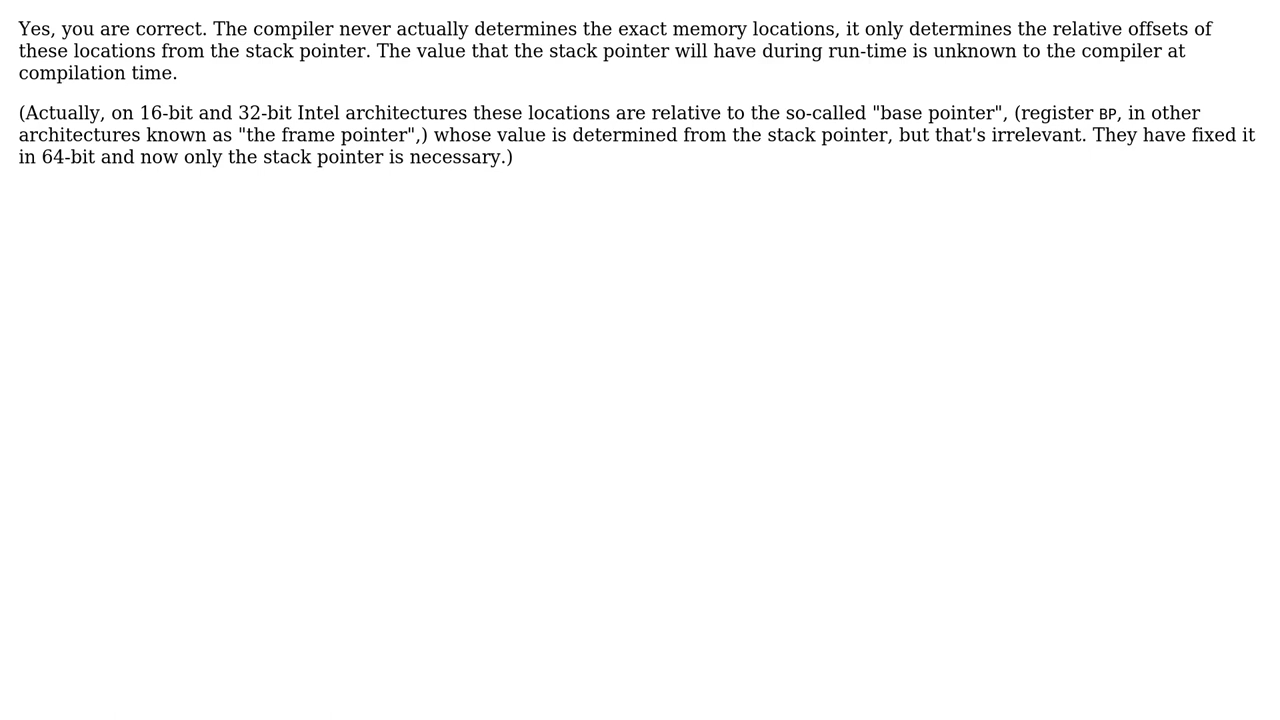 Yes, you are correct. The compiler never actually determines the exact memory locations, it only determines the relative offsets of
these locations from the stack pointer. The value that the stack pointer will have during run-time is unknown to the compiler at
compilation time.
(Actually, on 16-bit and 32-bit Intel architectures these locations are relative to the so-called "base pointer", (register BP, in other
architectures known as "the frame pointer",) whose value is determined from the stack pointer, but that's irrelevant. They have fixed it
in 64-bit and now only the stack pointer is necessary.)